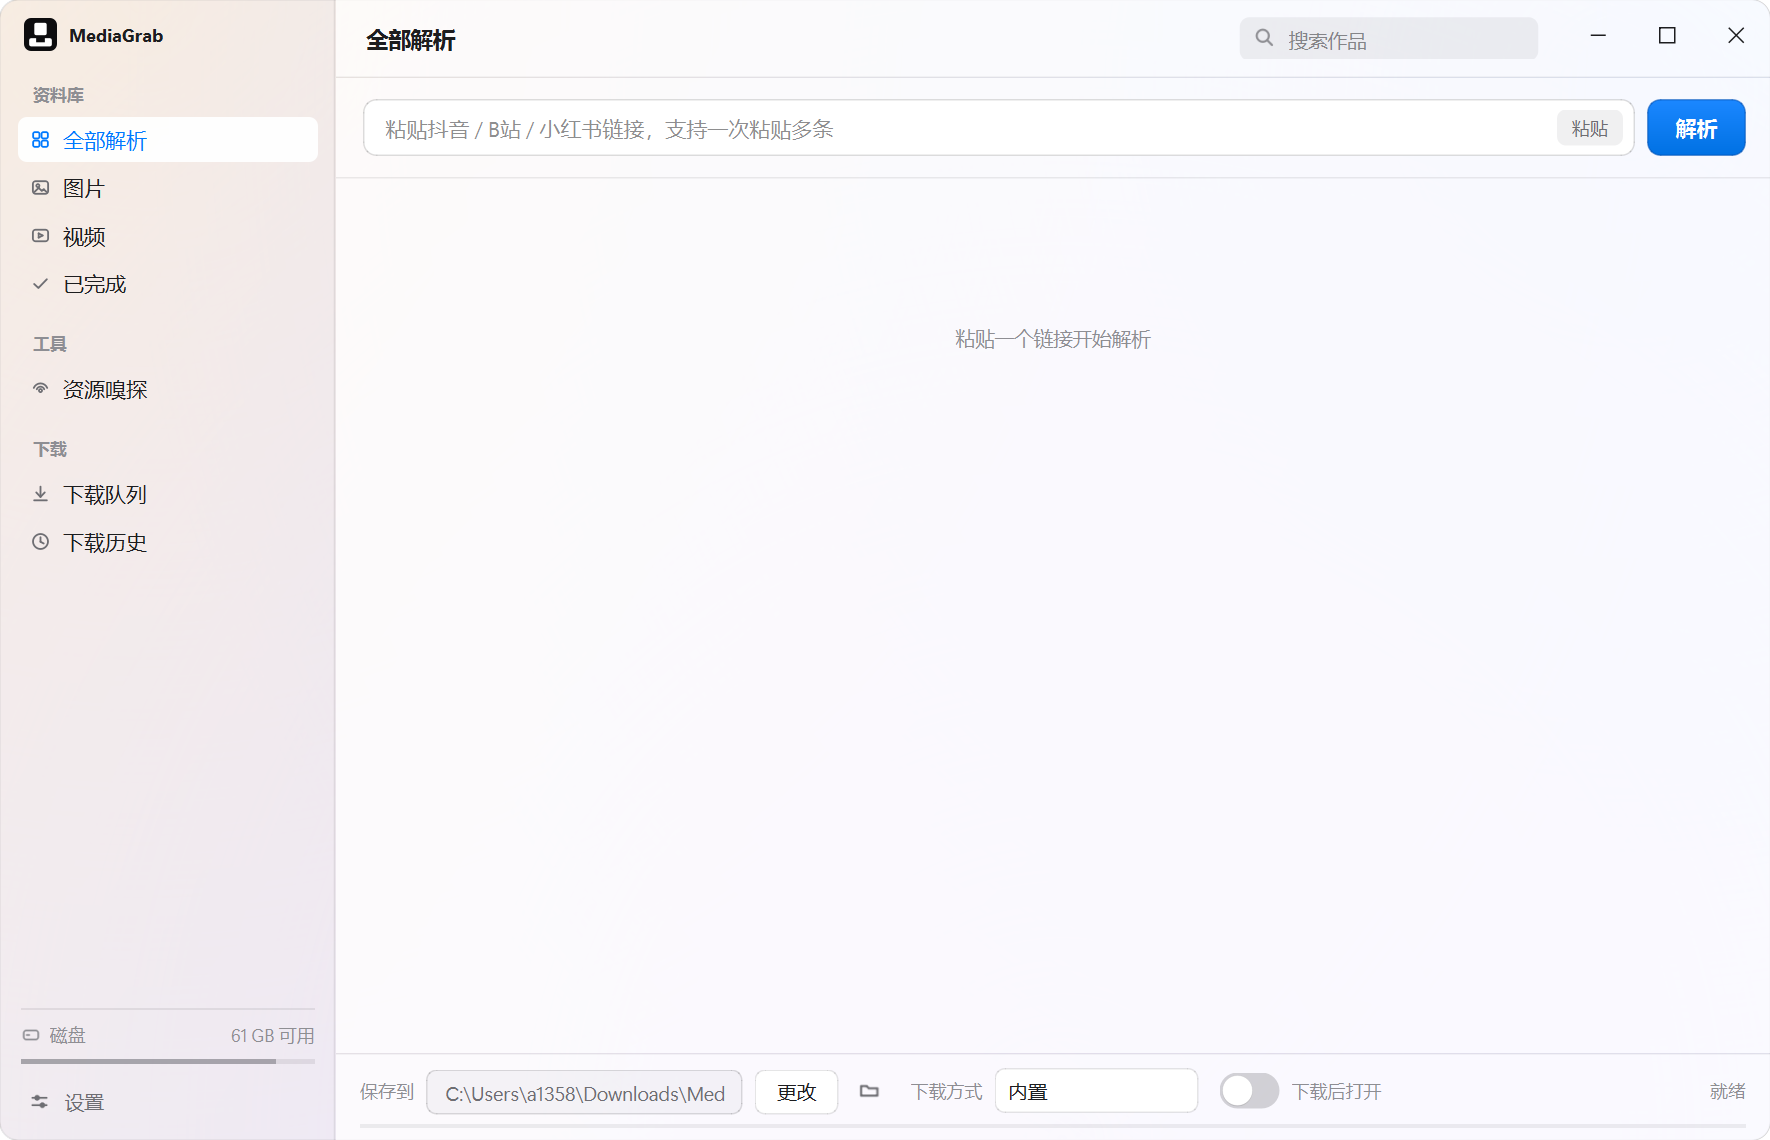 MediaGrab
资料库
全部解析
图片
视频
已完成
工具
资源嗅探
下载
下载队列
下载历史
磁盘 61 GB 可用
设置
全部解析
搜索作品
粘贴抖音 / B站 / 小红书链接，支持一次粘贴多条
粘贴
解析
粘贴一个链接开始解析
保存到 C:\Users\a1358\Downloads\Med 更改 下载方式 内置 下载后打开 就绪